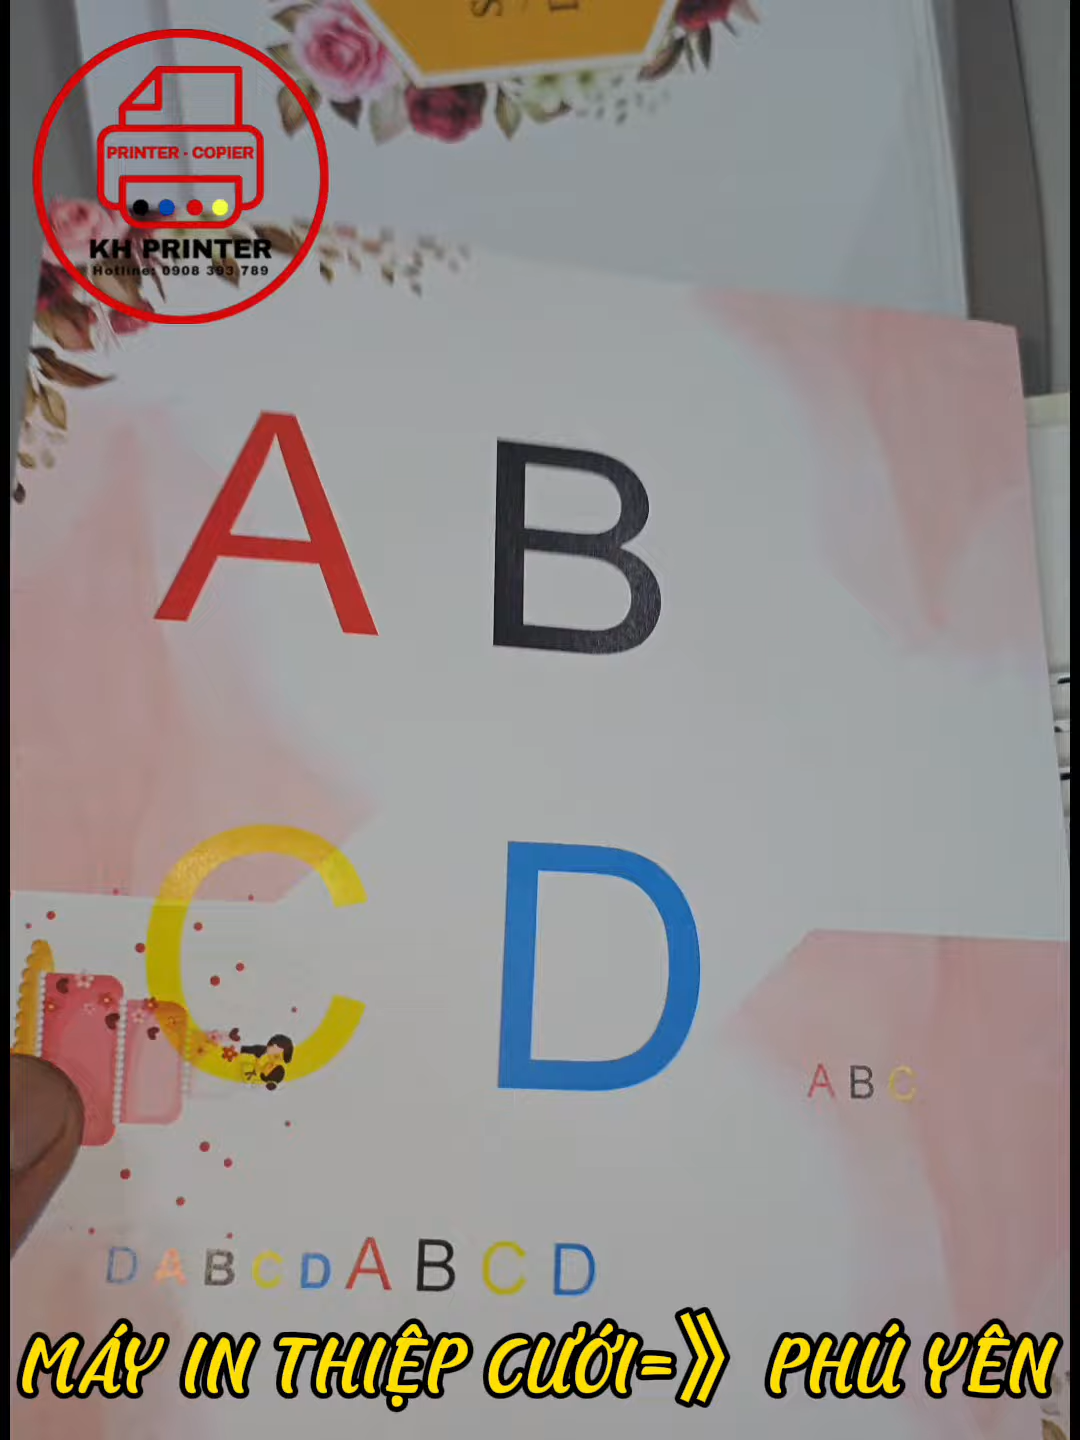 PRINTER - COPIER
KH PRINTER
Hotline: 0908 393 789
A B
C D
A B C
D A B C D A B C D
MÁY IN THIỆP CƯỚI=》 PHÚ YÊN